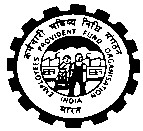 कर्मचारी भविष्य निधि संगठन
EMPLOYEES' PROVIDENT FUND ORGANISATION
INDIA
भारत